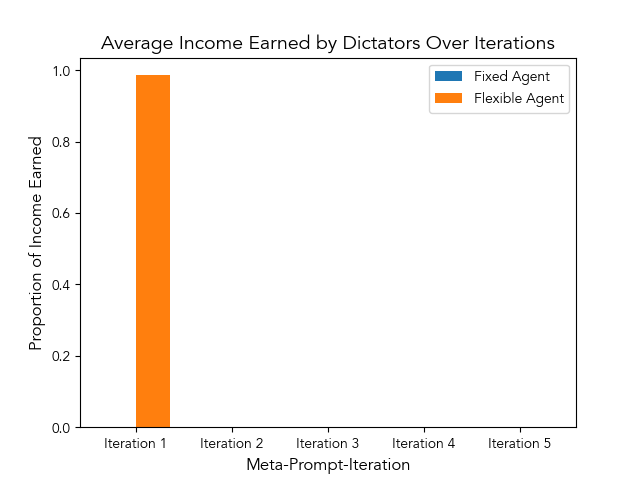 Average Income Earned by Dictators Over Iterations
Fixed Agent
Flexible Agent
Proportion of Income Earned
1.0
0.8
0.6
0.4
0.2
0.0
Iteration 1 Iteration 2 Iteration 3 Iteration 4 Iteration 5
Meta-Prompt-Iteration